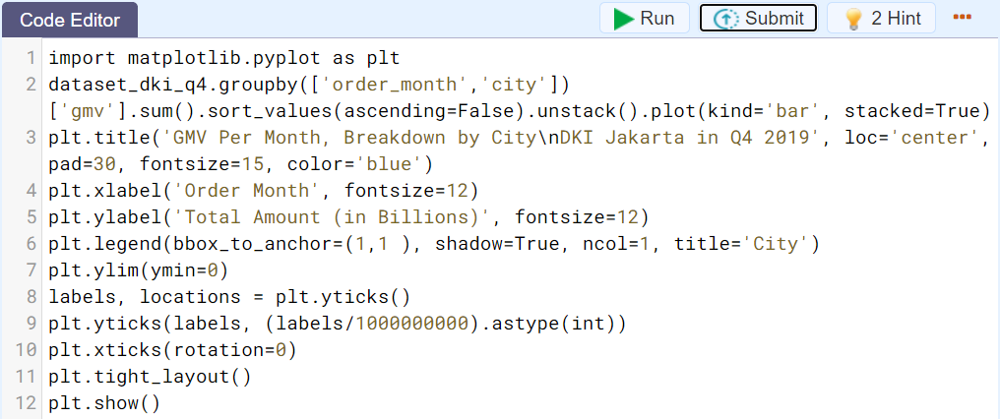 Code Editor
Run
Submit
2 Hint
1 import matplotlib.pyplot as plt
2 dataset_dki_q4.groupby(['order_month','city'])
['gmv'].sum().sort_values(ascending=False).unstack().plot(kind='bar', stacked=True)
3 plt.title('GMV Per Month, Breakdown by City\nDKI Jakarta in Q4 2019', loc='center',
pad=30, fontsize=15, color='blue')
4 plt.xlabel('Order Month', fontsize=12)
5 plt.ylabel('Total Amount (in Billions)', fontsize=12)
6 plt.legend(bbox_to_anchor=(1,1 ), shadow=True, ncol=1, title='City')
7 plt.ylim(ymin=0)
8 labels, locations = plt.yticks()
9 plt.yticks(labels, (labels/1000000000).astype(int))
10 plt.xticks(rotation=0)
11 plt.tight_layout()
12 plt.show()